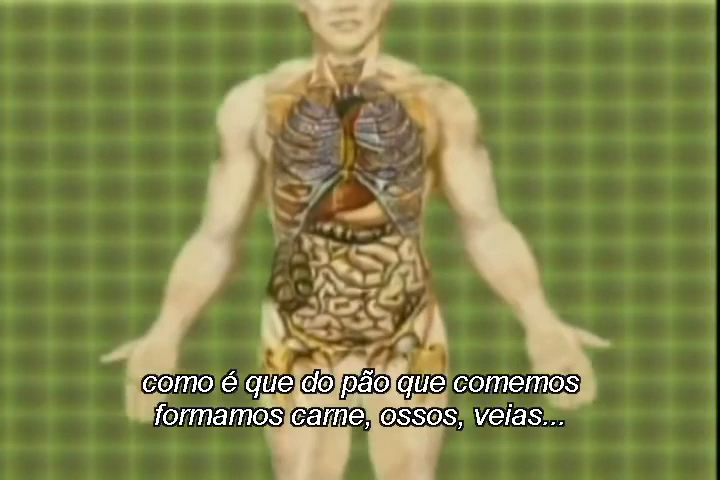 como é que do pão que comemos
formamos carne, ossos, veias...